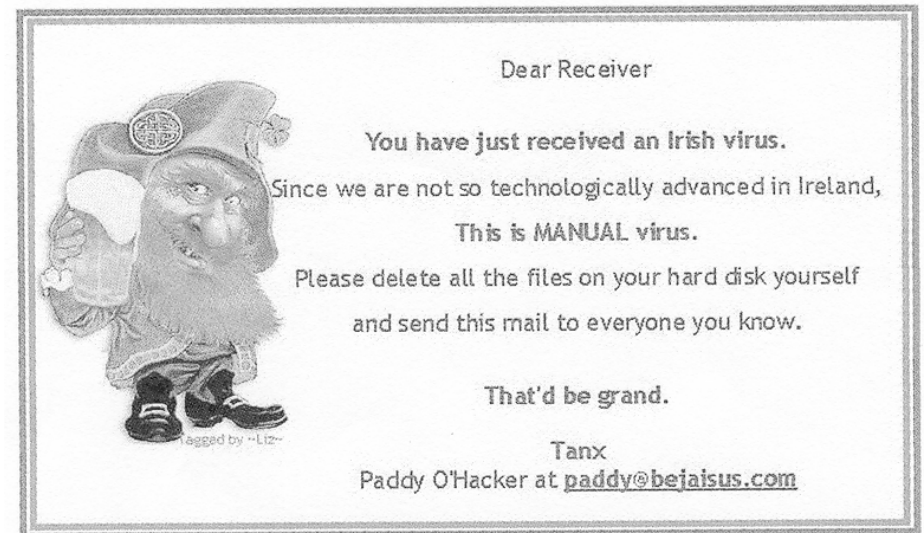 Dear Receiver
You have just received an Irish virus.
Since we are not so technologically advanced in Ireland,
This is MANUAL virus.
Please delete all the files on your hard disk yourself
and send this mail to everyone you know.
That'd be grand.
Tanx
Paddy O'Hacker at paddy@bejaisus.com
Tagged by ~Liz~